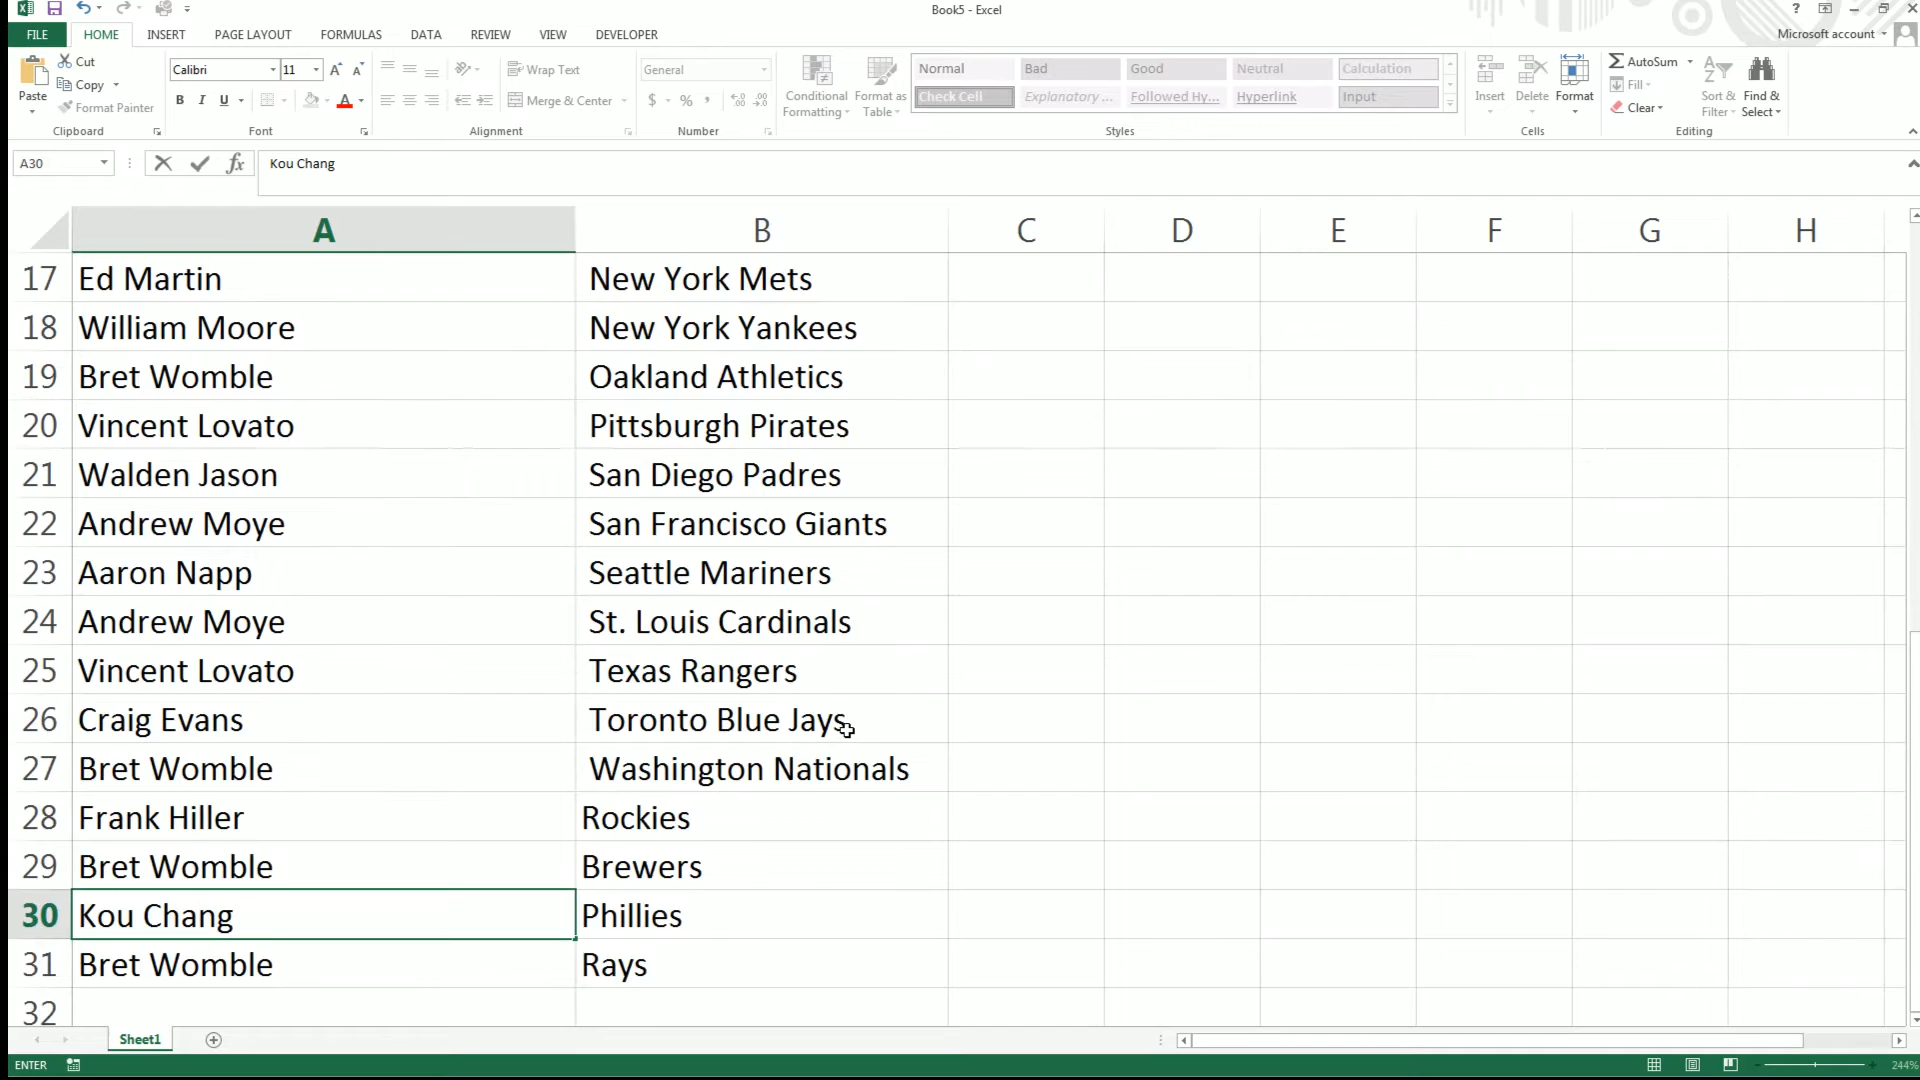 Book5 - Excel
?
Microsoft account
FILE HOME INSERT PAGE LAYOUT FORMULAS DATA REVIEW VIEW DEVELOPER
Paste
Cut
Copy
Format Painter
Clipboard
Calibri 11
B I U
Font
Wrap Text
Merge & Center
Alignment
General
$ % ,
Number
Conditional Formatting
Format as Table
Normal Bad Good Neutral Calculation
Check Cell Explanatory ... Followed Hy... Hyperlink Input
Styles
Insert Delete Format
Cells
AutoSum
Fill
Clear
Sort & Filter
Find & Select
Editing
A30 fx Kou Chang
A B C D E F G H
17 Ed Martin New York Mets
18 William Moore New York Yankees
19 Bret Womble Oakland Athletics
20 Vincent Lovato Pittsburgh Pirates
21 Walden Jason San Diego Padres
22 Andrew Moye San Francisco Giants
23 Aaron Napp Seattle Mariners
24 Andrew Moye St. Louis Cardinals
25 Vincent Lovato Texas Rangers
26 Craig Evans Toronto Blue Jays
27 Bret Womble Washington Nationals
28 Frank Hiller Rockies
29 Bret Womble Brewers
30 Kou Chang Phillies
31 Bret Womble Rays
32
Sheet1
ENTER 244%